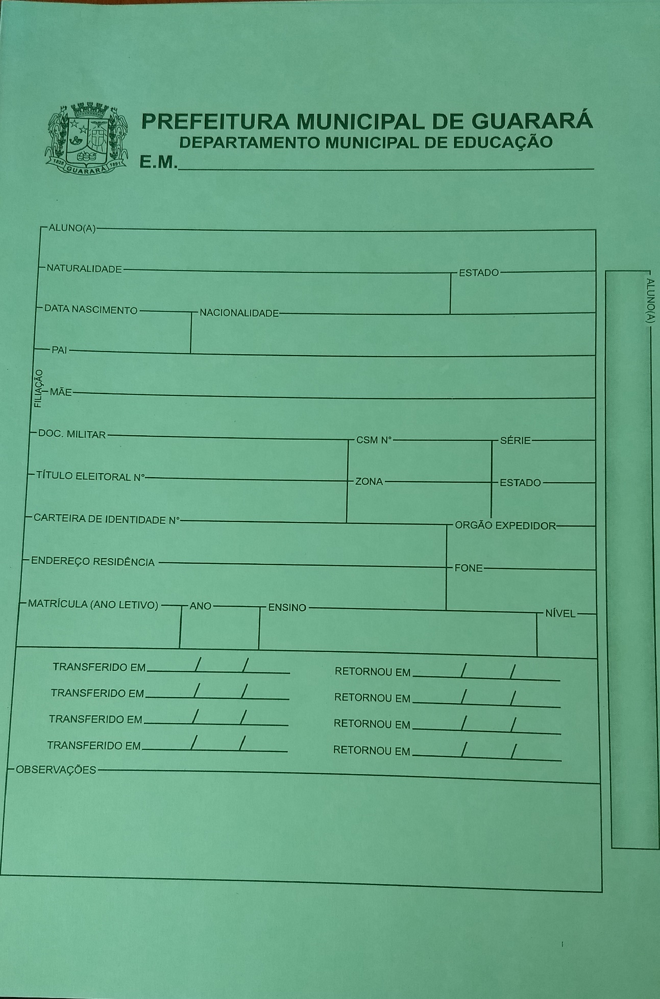 PREFEITURA MUNICIPAL DE GUARARÁ
DEPARTAMENTO MUNICIPAL DE EDUCAÇÃO
E.M.
1828 GUARARÁ 1891
ALUNO(A)
NATURALIDADE ESTADO
DATA NASCIMENTO NACIONALIDADE
PAI
FILIAÇÃO
MÃE
DOC. MILITAR CSM N° SÉRIE
TÍTULO ELEITORAL N° ZONA ESTADO
CARTEIRA DE IDENTIDADE N° ORGÃO EXPEDIDOR
ENDEREÇO RESIDÊNCIA FONE
MATRÍCULA (ANO LETIVO) ANO ENSINO NÍVEL
TRANSFERIDO EM / / RETORNOU EM / /
TRANSFERIDO EM / / RETORNOU EM / /
TRANSFERIDO EM / / RETORNOU EM / /
TRANSFERIDO EM / / RETORNOU EM / /
OBSERVAÇÕES
ALUNO(A)